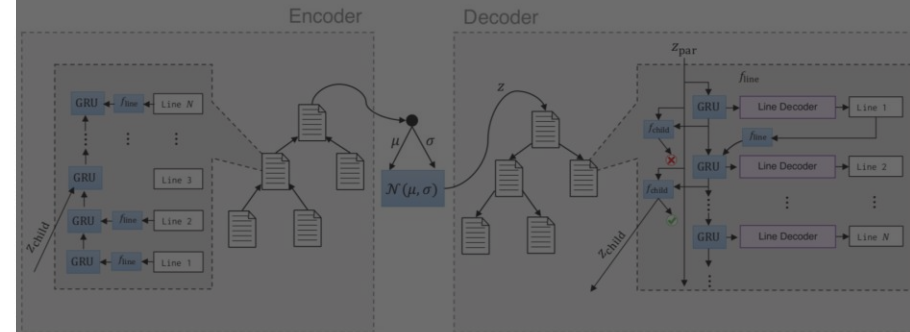 Encoder
Decoder
GRU
f_line
Line N
GRU
Line 3
GRU
f_line
Line 2
GRU
f_line
Line 1
z_child
μ
σ
𝒩(μ, σ)
z
z_par
f_line
GRU
Line Decoder
Line 1
f_child
f_line
GRU
Line Decoder
Line 2
f_child
GRU
Line Decoder
Line N
z_child